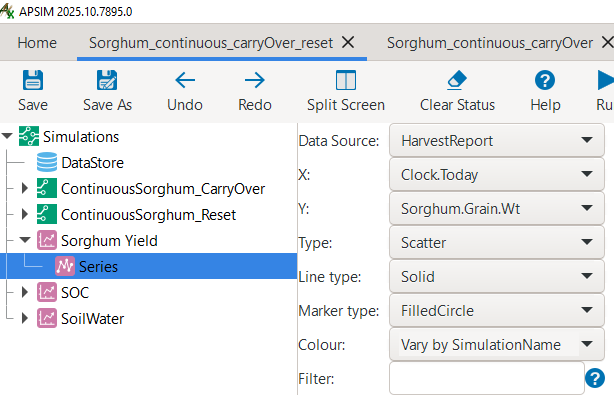 APSIM 2025.10.7895.0
Home Sorghum_continuous_carryOver_reset Sorghum_continuous_carryOver
Save Save As Undo Redo Split Screen Clear Status Help Ru
Simulations
DataStore
ContinuousSorghum_CarryOver
ContinuousSorghum_Reset
Sorghum Yield
Series
SOC
SoilWater
Data Source: HarvestReport
X: Clock.Today
Y: Sorghum.Grain.Wt
Type: Scatter
Line type: Solid
Marker type: FilledCircle
Colour: Vary by SimulationName
Filter: ?